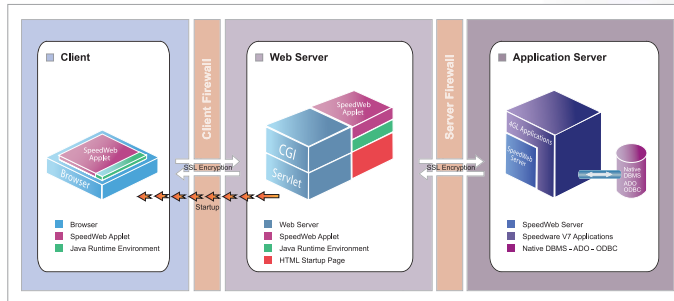 Client
SpeedWeb
Applet
Browser
Browser
SpeedWeb Applet
Java Runtime Environment
Client Firewall
SSL Encryption
Startup
Web Server
SpeedWeb
Applet
CGI
Servlet
Web Server
SpeedWeb Applet
Java Runtime Environment
HTML Startup Page
Server Firewall
SSL Encryption
Application Server
4GL Applications
SpeedWeb
Server
Native
DBMS
ADO
ODBC
SpeedWeb Server
Speedware V7 Applications
Native DBMS - ADO - ODBC